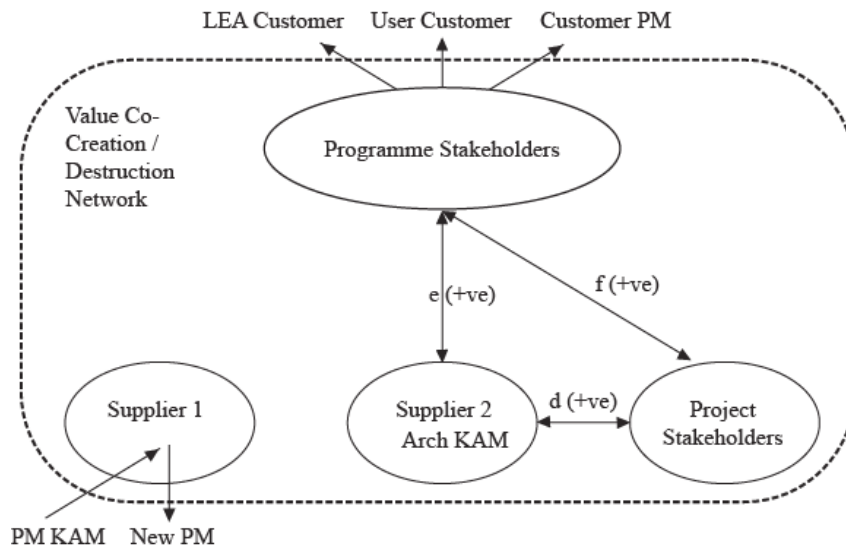 LEA Customer User Customer Customer PM
Value Co-
Creation /
Destruction
Network
Programme Stakeholders
e (+ve)
f (+ve)
Supplier 1
Supplier 2
Arch KAM
d (+ve)
Project
Stakeholders
PM KAM New PM